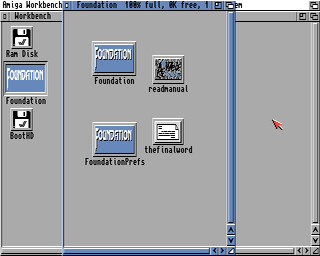 Amiga Workbench
Foundation 100% full, 0K free, 1
em
Workbench
Ram Disk
FOUNDATION
Foundation
BootHD
FOUNDATION
Foundation
readmanual
FOUNDATION
FoundationPrefs
thefinalword